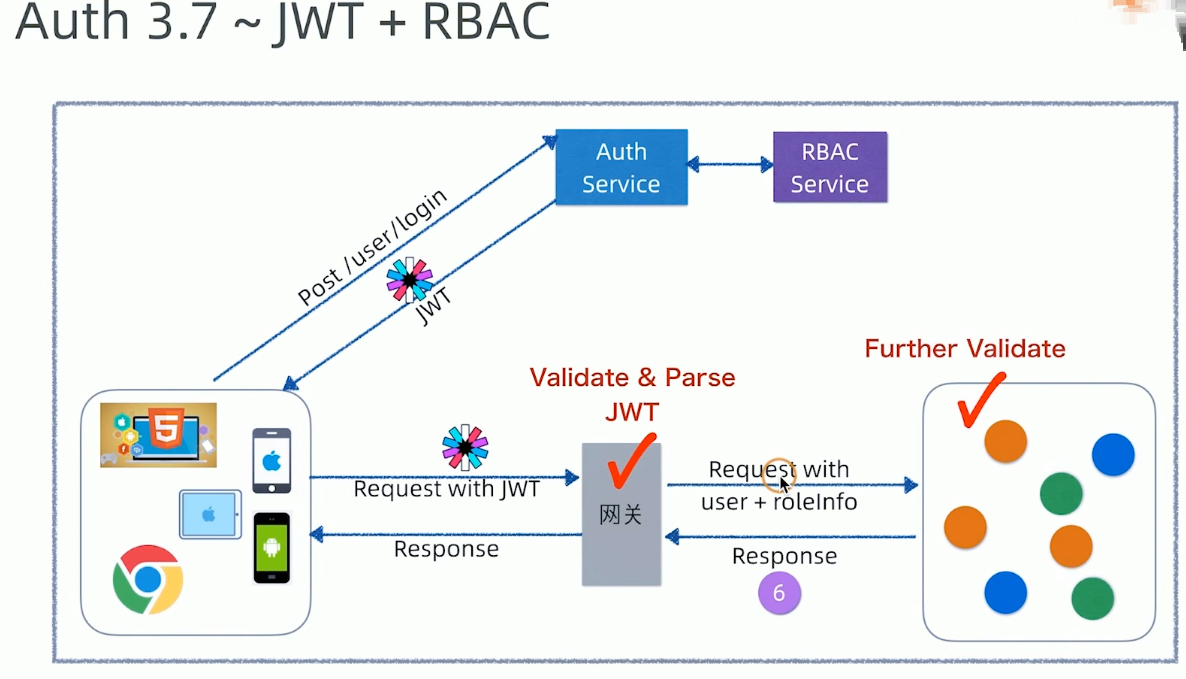 Auth 3.7 ~ JWT + RBAC
Auth
Service
RBAC
Service
Post /user/login
JWT
Further Validate
Validate & Parse
JWT
5
Request with JWT
Response
网关
Request with
user + roleInfo
Response
6